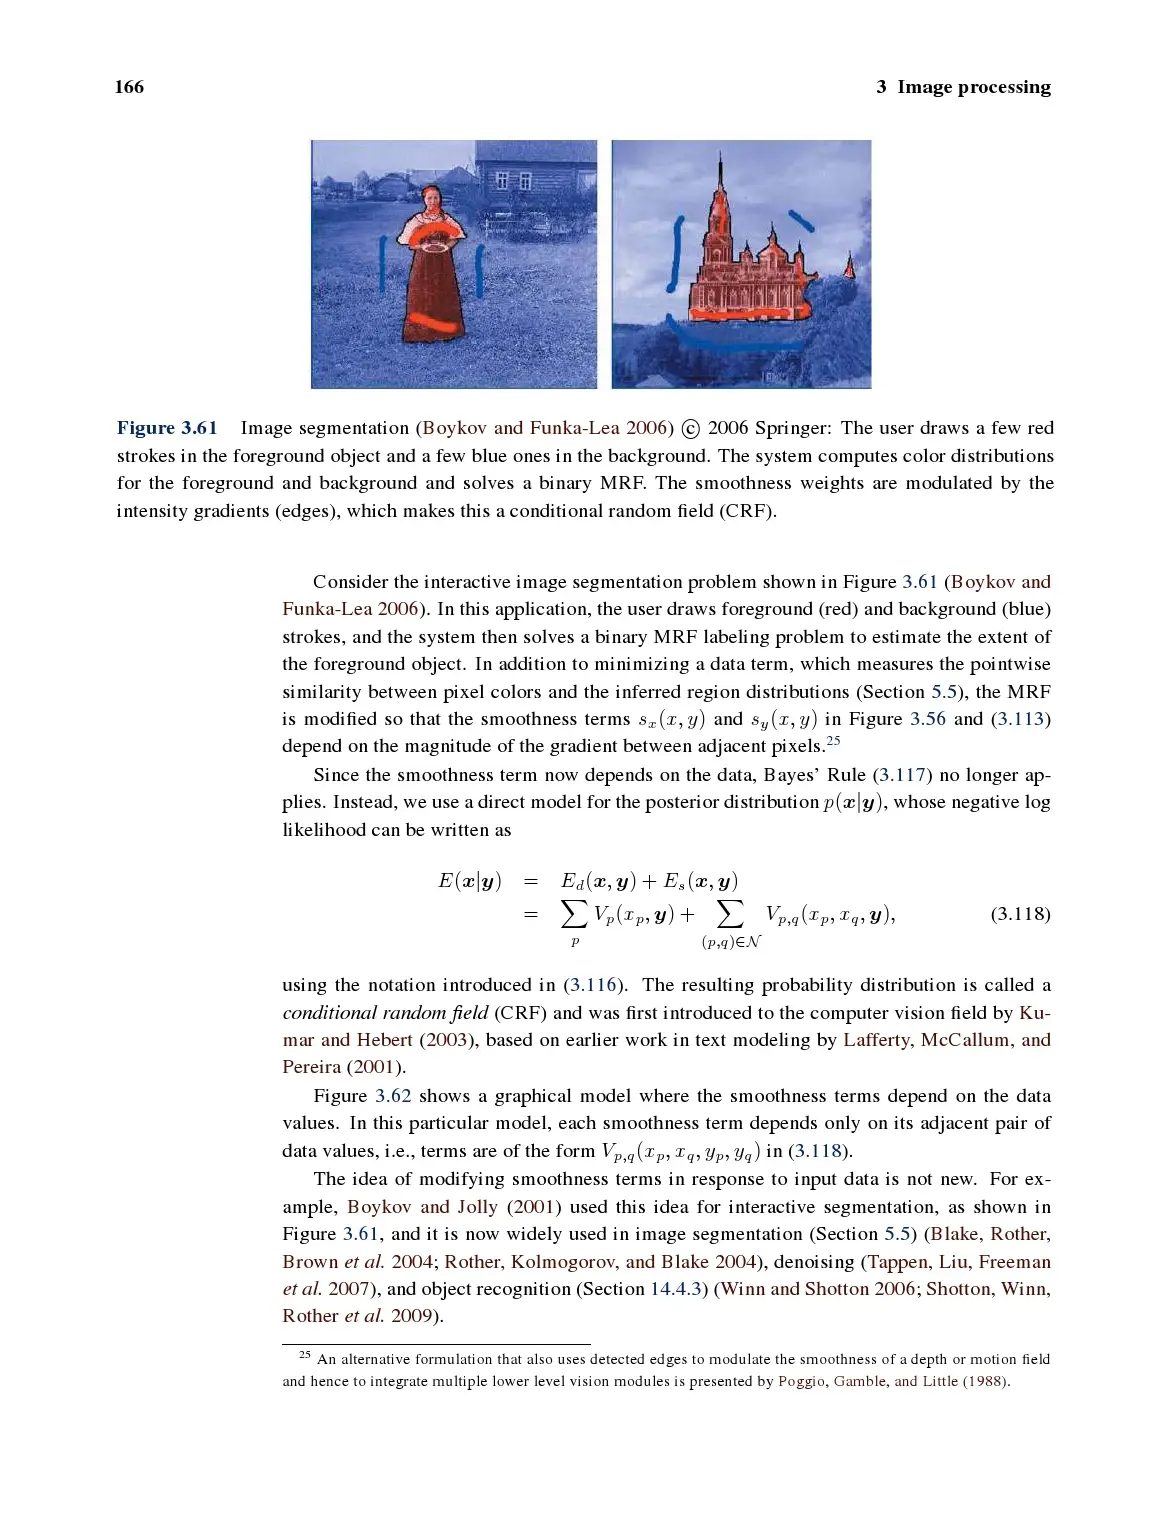 166
3 Image processing
Figure 3.61 Image segmentation (Boykov and Funka-Lea 2006) © 2006 Springer: The user draws a few red
strokes in the foreground object and a few blue ones in the background. The system computes color distributions
for the foreground and background and solves a binary MRF. The smoothness weights are modulated by the
intensity gradients (edges), which makes this a conditional random field (CRF).
Consider the interactive image segmentation problem shown in Figure 3.61 (Boykov and
Funka-Lea 2006). In this application, the user draws foreground (red) and background (blue)
strokes, and the system then solves a binary MRF labeling problem to estimate the extent of
the foreground object. In addition to minimizing a data term, which measures the pointwise
similarity between pixel colors and the inferred region distributions (Section 5.5), the MRF
is modified so that the smoothness terms sₓ(x, y) and s_y(x, y) in Figure 3.56 and (3.113)
depend on the magnitude of the gradient between adjacent pixels.²⁵
Since the smoothness term now depends on the data, Bayes’ Rule (3.117) no longer ap-
plies. Instead, we use a direct model for the posterior distribution p(x|y), whose negative log
likelihood can be written as
E(x|y) = E_d(x, y) + E_s(x, y)
= ∑_p V_p(x_p, y) + ∑_{(p,q)∈N} V_{p,q}(x_p, x_q, y), (3.118)
using the notation introduced in (3.116). The resulting probability distribution is called a
conditional random field (CRF) and was first introduced to the computer vision field by Ku-
mar and Hebert (2003), based on earlier work in text modeling by Lafferty, McCallum, and
Pereira (2001).
Figure 3.62 shows a graphical model where the smoothness terms depend on the data
values. In this particular model, each smoothness term depends only on its adjacent pair of
data values, i.e., terms are of the form V_{p,q}(x_p, x_q, y_p, y_q) in (3.118).
The idea of modifying smoothness terms in response to input data is not new. For ex-
ample, Boykov and Jolly (2001) used this idea for interactive segmentation, as shown in
Figure 3.61, and it is now widely used in image segmentation (Section 5.5) (Blake, Rother,
Brown et al. 2004; Rother, Kolmogorov, and Blake 2004), denoising (Tappen, Liu, Freeman
et al. 2007), and object recognition (Section 14.4.3) (Winn and Shotton 2006; Shotton, Winn,
Rother et al. 2009).
²⁵ An alternative formulation that also uses detected edges to modulate the smoothness of a depth or motion field
and hence to integrate multiple lower level vision modules is presented by Poggio, Gamble, and Little (1988).